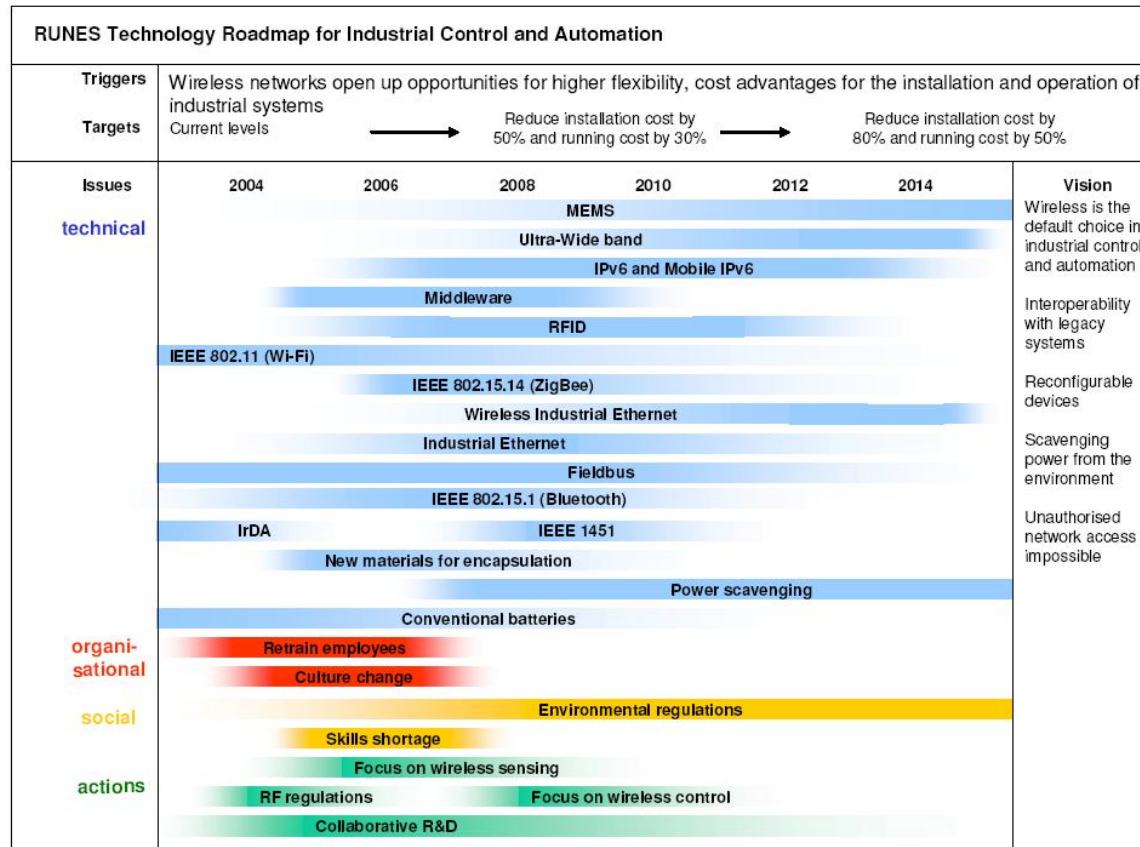 RUNES Technology Roadmap for Industrial Control and Automation
Triggers
Wireless networks open up opportunities for higher flexibility, cost advantages for the installation and operation of
industrial systems
Targets
Current levels
Reduce installation cost by
50% and running cost by 30%
Reduce installation cost by
80% and running cost by 50%
Issues
2004 2006 2008 2010 2012 2014
Vision
technical
MEMS
Ultra-Wide band
IPv6 and Mobile IPv6
Middleware
RFID
IEEE 802.11 (Wi-Fi)
IEEE 802.15.14 (ZigBee)
Wireless Industrial Ethernet
Industrial Ethernet
Fieldbus
IEEE 802.15.1 (Bluetooth)
IrDA
IEEE 1451
New materials for encapsulation
Power scavenging
Conventional batteries
organi-
sational
Retrain employees
Culture change
social
Environmental regulations
Skills shortage
actions
Focus on wireless sensing
RF regulations
Focus on wireless control
Collaborative R&D
Wireless is the
default choice in
industrial control
and automation
Interoperability
with legacy
systems
Reconfigurable
devices
Scavenging
power from the
environment
Unauthorised
network access
impossible